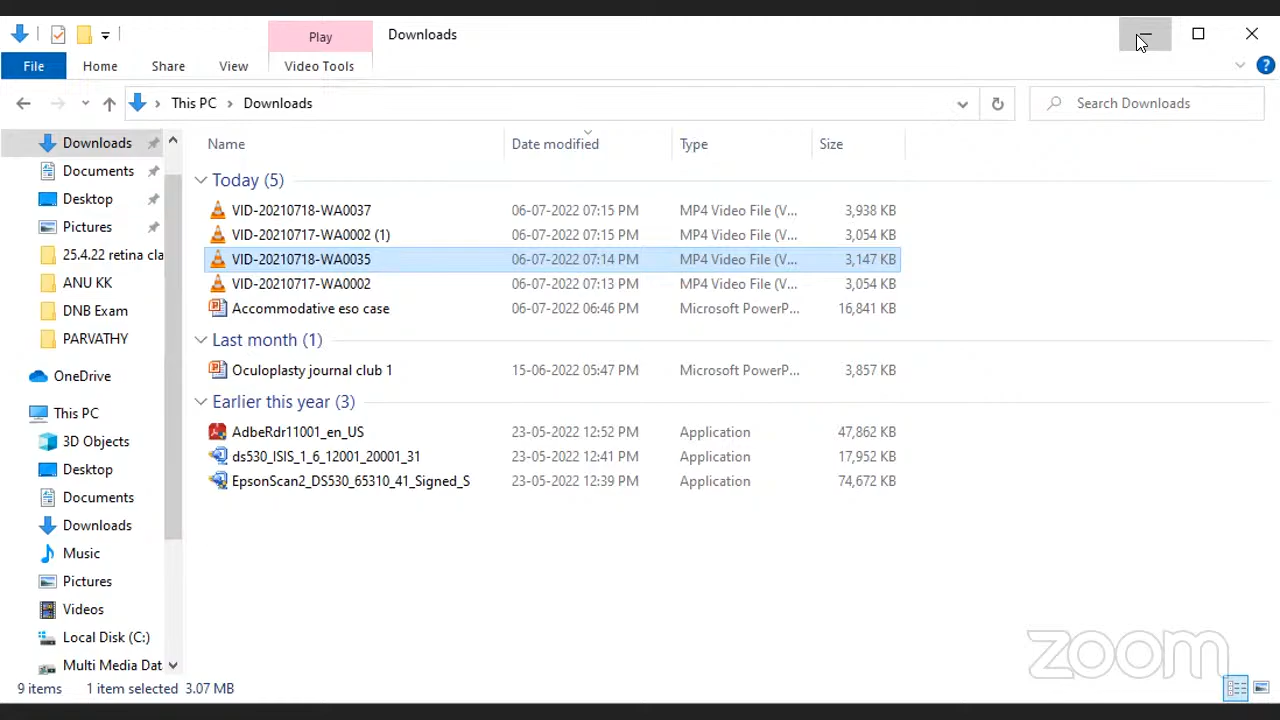 Play
Downloads
File
Home
Share
View
Video Tools
This PC
Downloads
Search Downloads
Name
Date modified
Type
Size
Today (5)
VID-20210718-WA0037 06-07-2022 07:15 PM MP4 Video File (V... 3,938 KB
VID-20210717-WA0002 (1) 06-07-2022 07:15 PM MP4 Video File (V... 3,054 KB
VID-20210718-WA0035 06-07-2022 07:14 PM MP4 Video File (V... 3,147 KB
VID-20210717-WA0002 06-07-2022 07:13 PM MP4 Video File (V... 3,054 KB
Accommodative eso case 06-07-2022 06:46 PM Microsoft PowerP... 16,841 KB
Last month (1)
Oculoplasty journal club 1 15-06-2022 05:47 PM Microsoft PowerP... 3,857 KB
Earlier this year (3)
AdbeRdr11001_en_US 23-05-2022 12:52 PM Application 47,862 KB
ds530_ISIS_1_6_12001_20001_31 23-05-2022 12:41 PM Application 17,952 KB
EpsonScan2_DS530_65310_41_Signed_S 23-05-2022 12:39 PM Application 74,672 KB
Downloads
Documents
Desktop
Pictures
25.4.22 retina cla
ANU KK
DNB Exam
PARVATHY
OneDrive
This PC
3D Objects
Desktop
Documents
Downloads
Music
Pictures
Videos
Local Disk (C:)
Multi Media Dat
9 items 1 item selected 3.07 MB
zoom